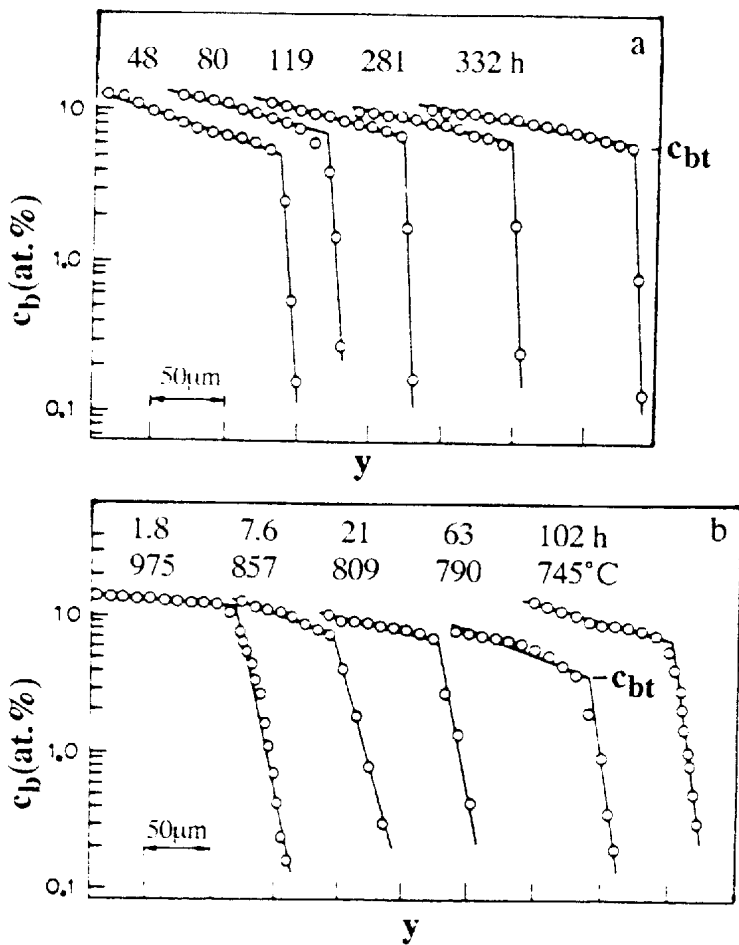 a
48 80 119 281 332 h
10
c_bt
1.0
c_b(at.%)
50μm
0.1
y
b
1.8 7.6 21 63 102 h
975 857 809 790 745°C
10
c_bt
1.0
c_b(at.%)
50μm
0.1
y